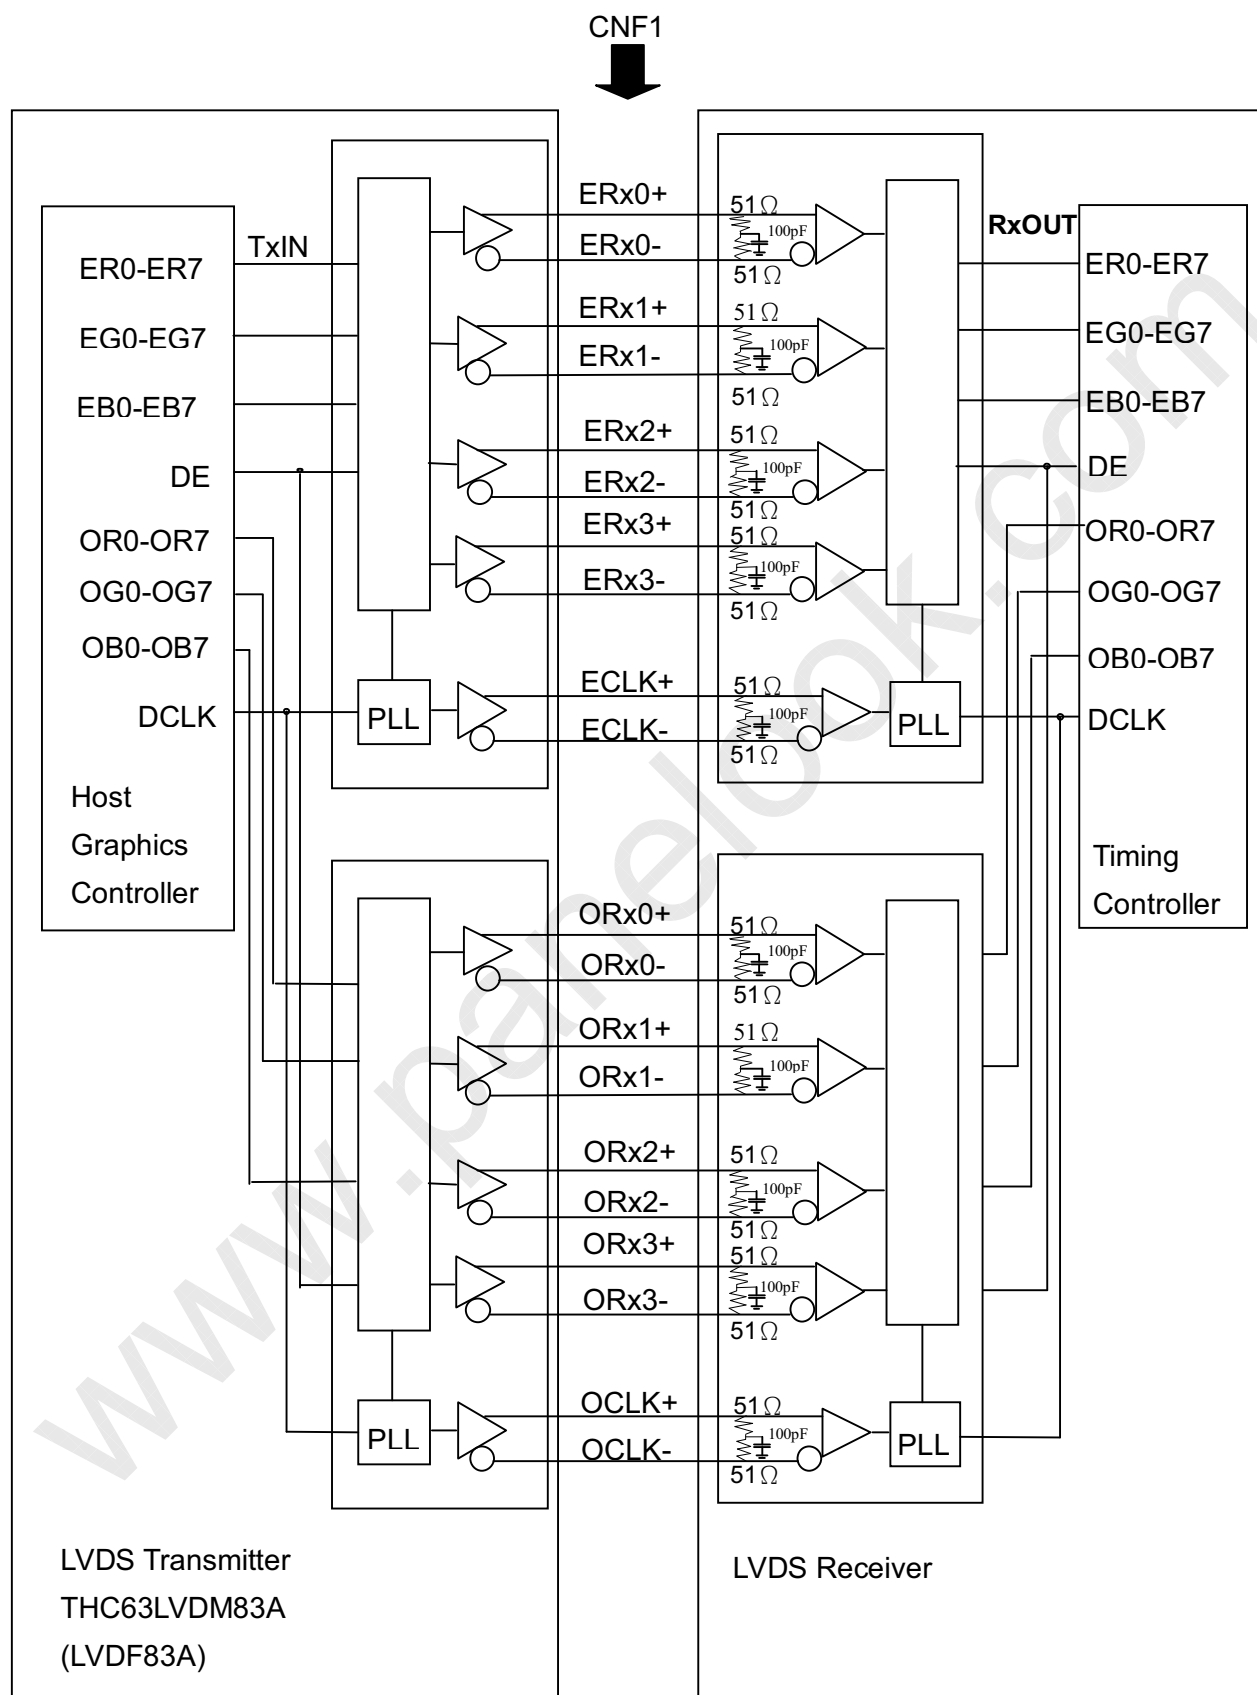 CNF1
TxIN
ER0-ER7
EG0-EG7
EB0-EB7
DE
OR0-OR7
OG0-OG7
OB0-OB7
DCLK
Host
Graphics
Controller
PLL
ERx0+
ERx0-
ERx1+
ERx1-
ERx2+
ERx2-
ERx3+
ERx3-
ECLK+
ECLK-
51Ω
100pF
51Ω
51Ω
100pF
51Ω
51Ω
100pF
51Ω
51Ω
100pF
51Ω
51Ω
100pF
51Ω
PLL
RxOUT
ER0-ER7
EG0-EG7
EB0-EB7
DE
OR0-OR7
OG0-OG7
OB0-OB7
DCLK
Timing
Controller
PLL
ORx0+
ORx0-
ORx1+
ORx1-
ORx2+
ORx2-
ORx3+
ORx3-
OCLK+
OCLK-
51Ω
100pF
51Ω
51Ω
100pF
51Ω
100pF
51Ω
51Ω
51Ω
100pF
51Ω
51Ω
100pF
51Ω
PLL
LVDS Transmitter
THC63LVDM83A
(LVDF83A)
LVDS Receiver
www.panelook.com